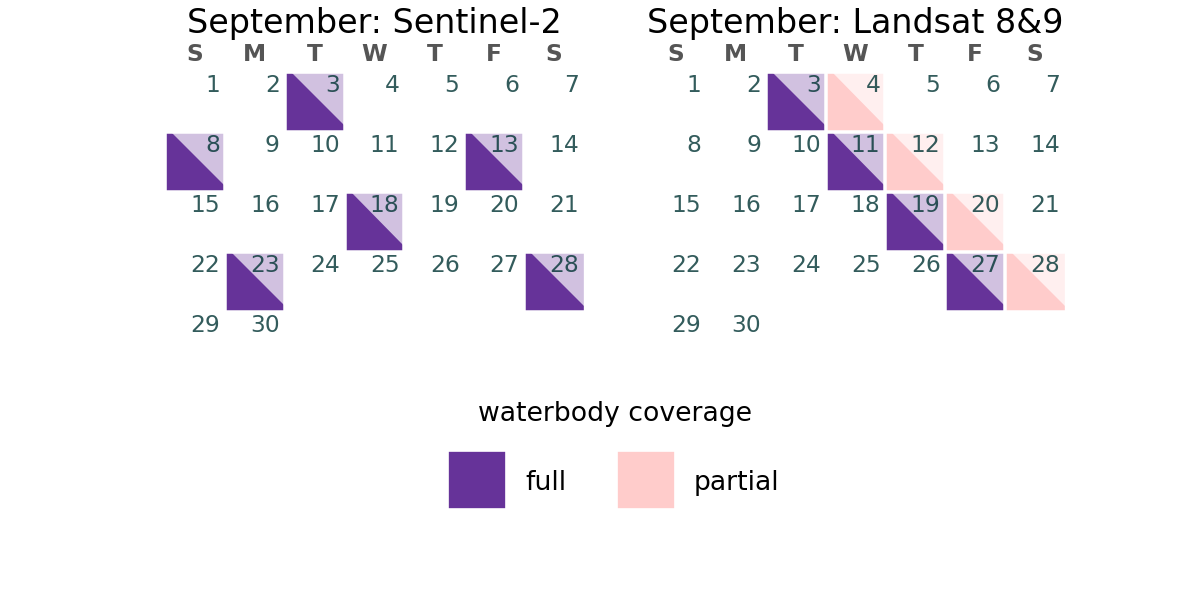 September: Sentinel-2
S M T W T F S
1 2 3 4 5 6 7
8 9 10 11 12 13 14
15 16 17 18 19 20 21
22 23 24 25 26 27 28
29 30
September: Landsat 8&9
S M T W T F S
1 2 3 4 5 6 7
8 9 10 11 12 13 14
15 16 17 18 19 20 21
22 23 24 25 26 27 28
29 30
waterbody coverage
full partial